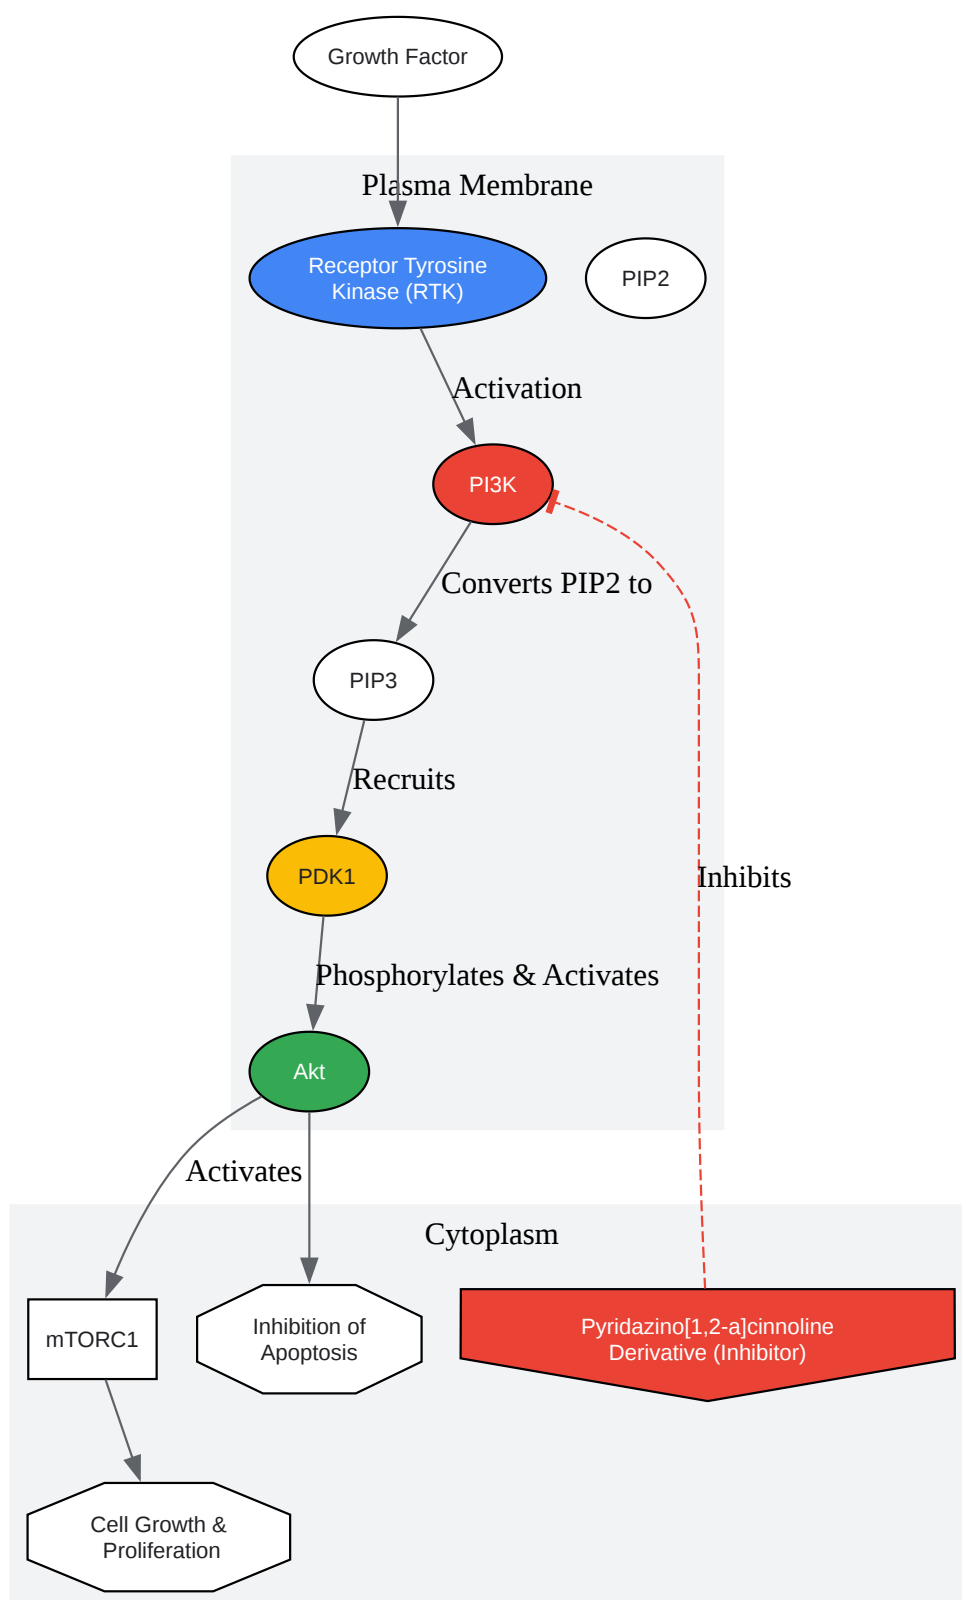 Growth Factor
Plasma Membrane
Receptor Tyrosine
Kinase (RTK)
PIP2
Activation
PI3K
Converts PIP2 to
PIP3
Recruits
PDK1
Inhibits
Phosphorylates & Activates
Akt
Activates
Cytoplasm
mTORC1
Inhibition of
Apoptosis
Pyridazino[1,2-a]cinnoline
Derivative (Inhibitor)
Cell Growth &
Proliferation